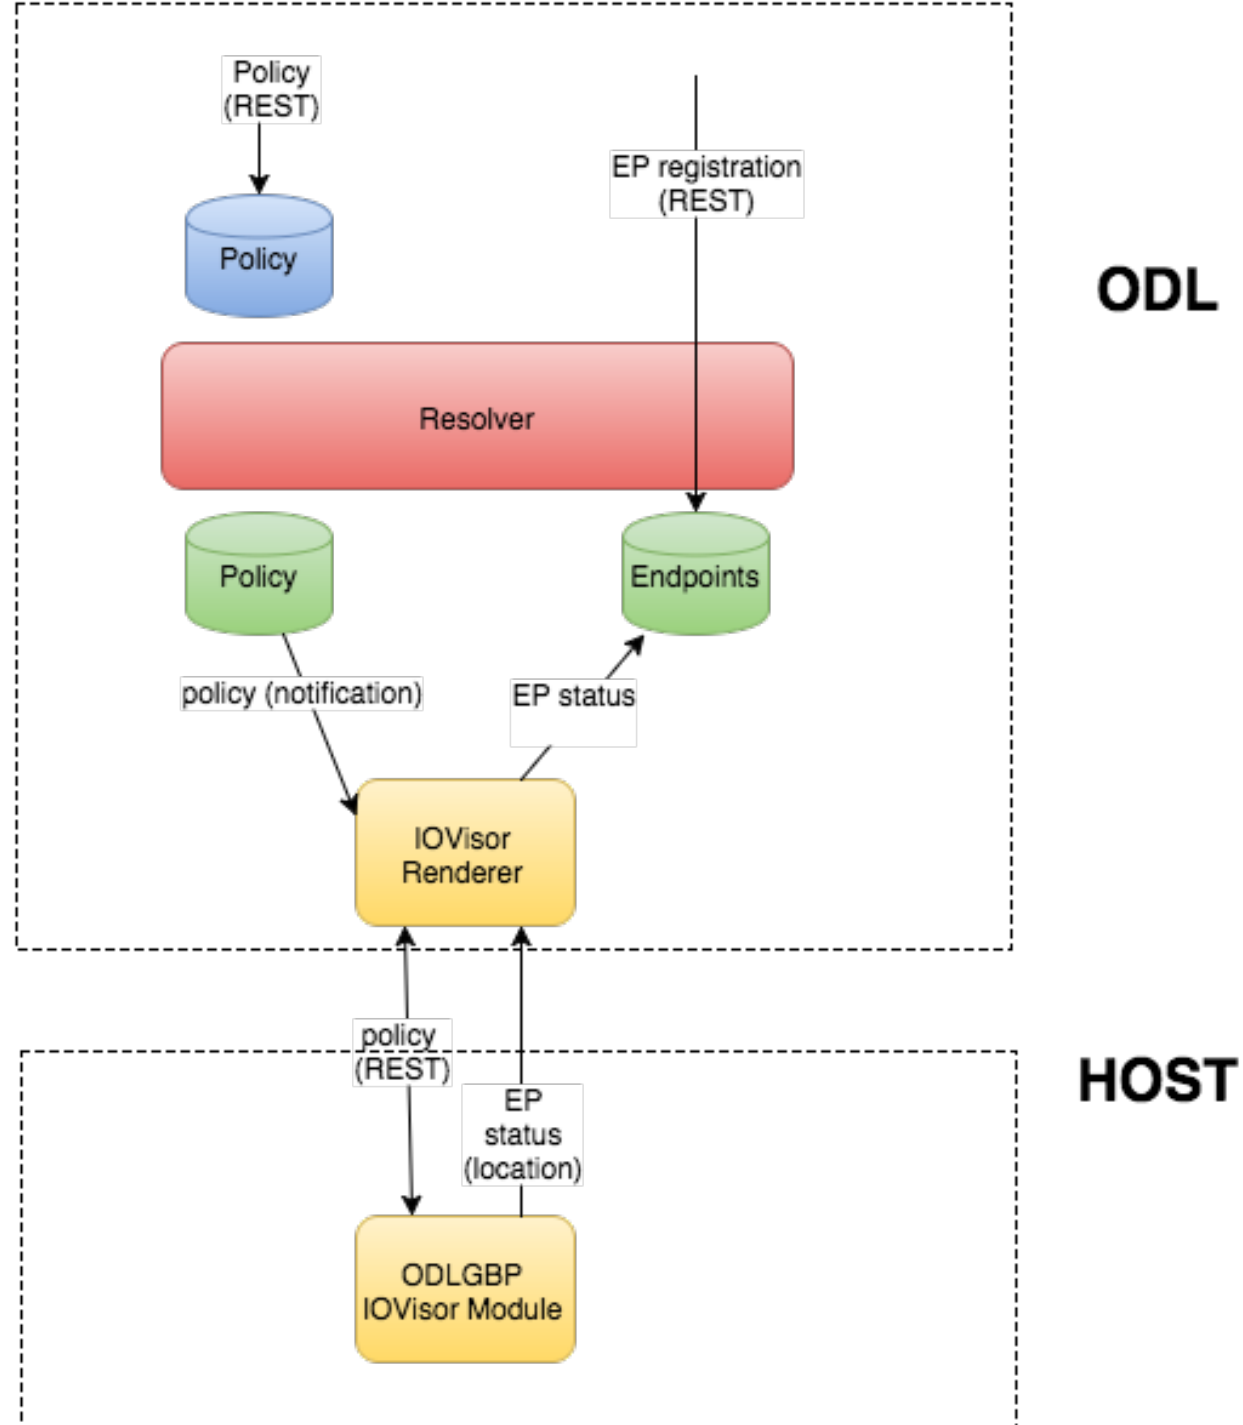 Policy
(REST)
EP registration
(REST)
Policy
ODL
Resolver
Policy
Endpoints
policy (notification)
EP status
IOVisor
Renderer
policy
(REST)
HOST
EP
status
(location)
ODLGBP
IOVisor Module